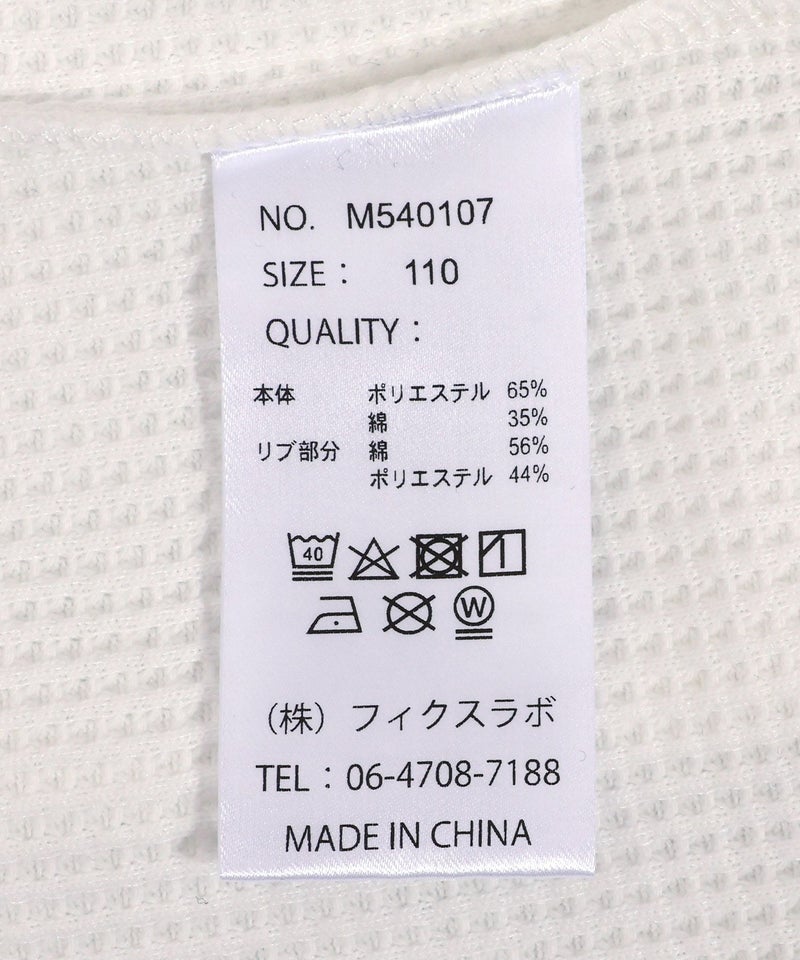 NO. M540107
SIZE： 110
QUALITY：
本体 ポリエステル 65%
綿 35%
リブ部分 綿 56%
ポリエステル 44%
40
W
（株）フィクスラボ
TEL：06-4708-7188
MADE IN CHINA